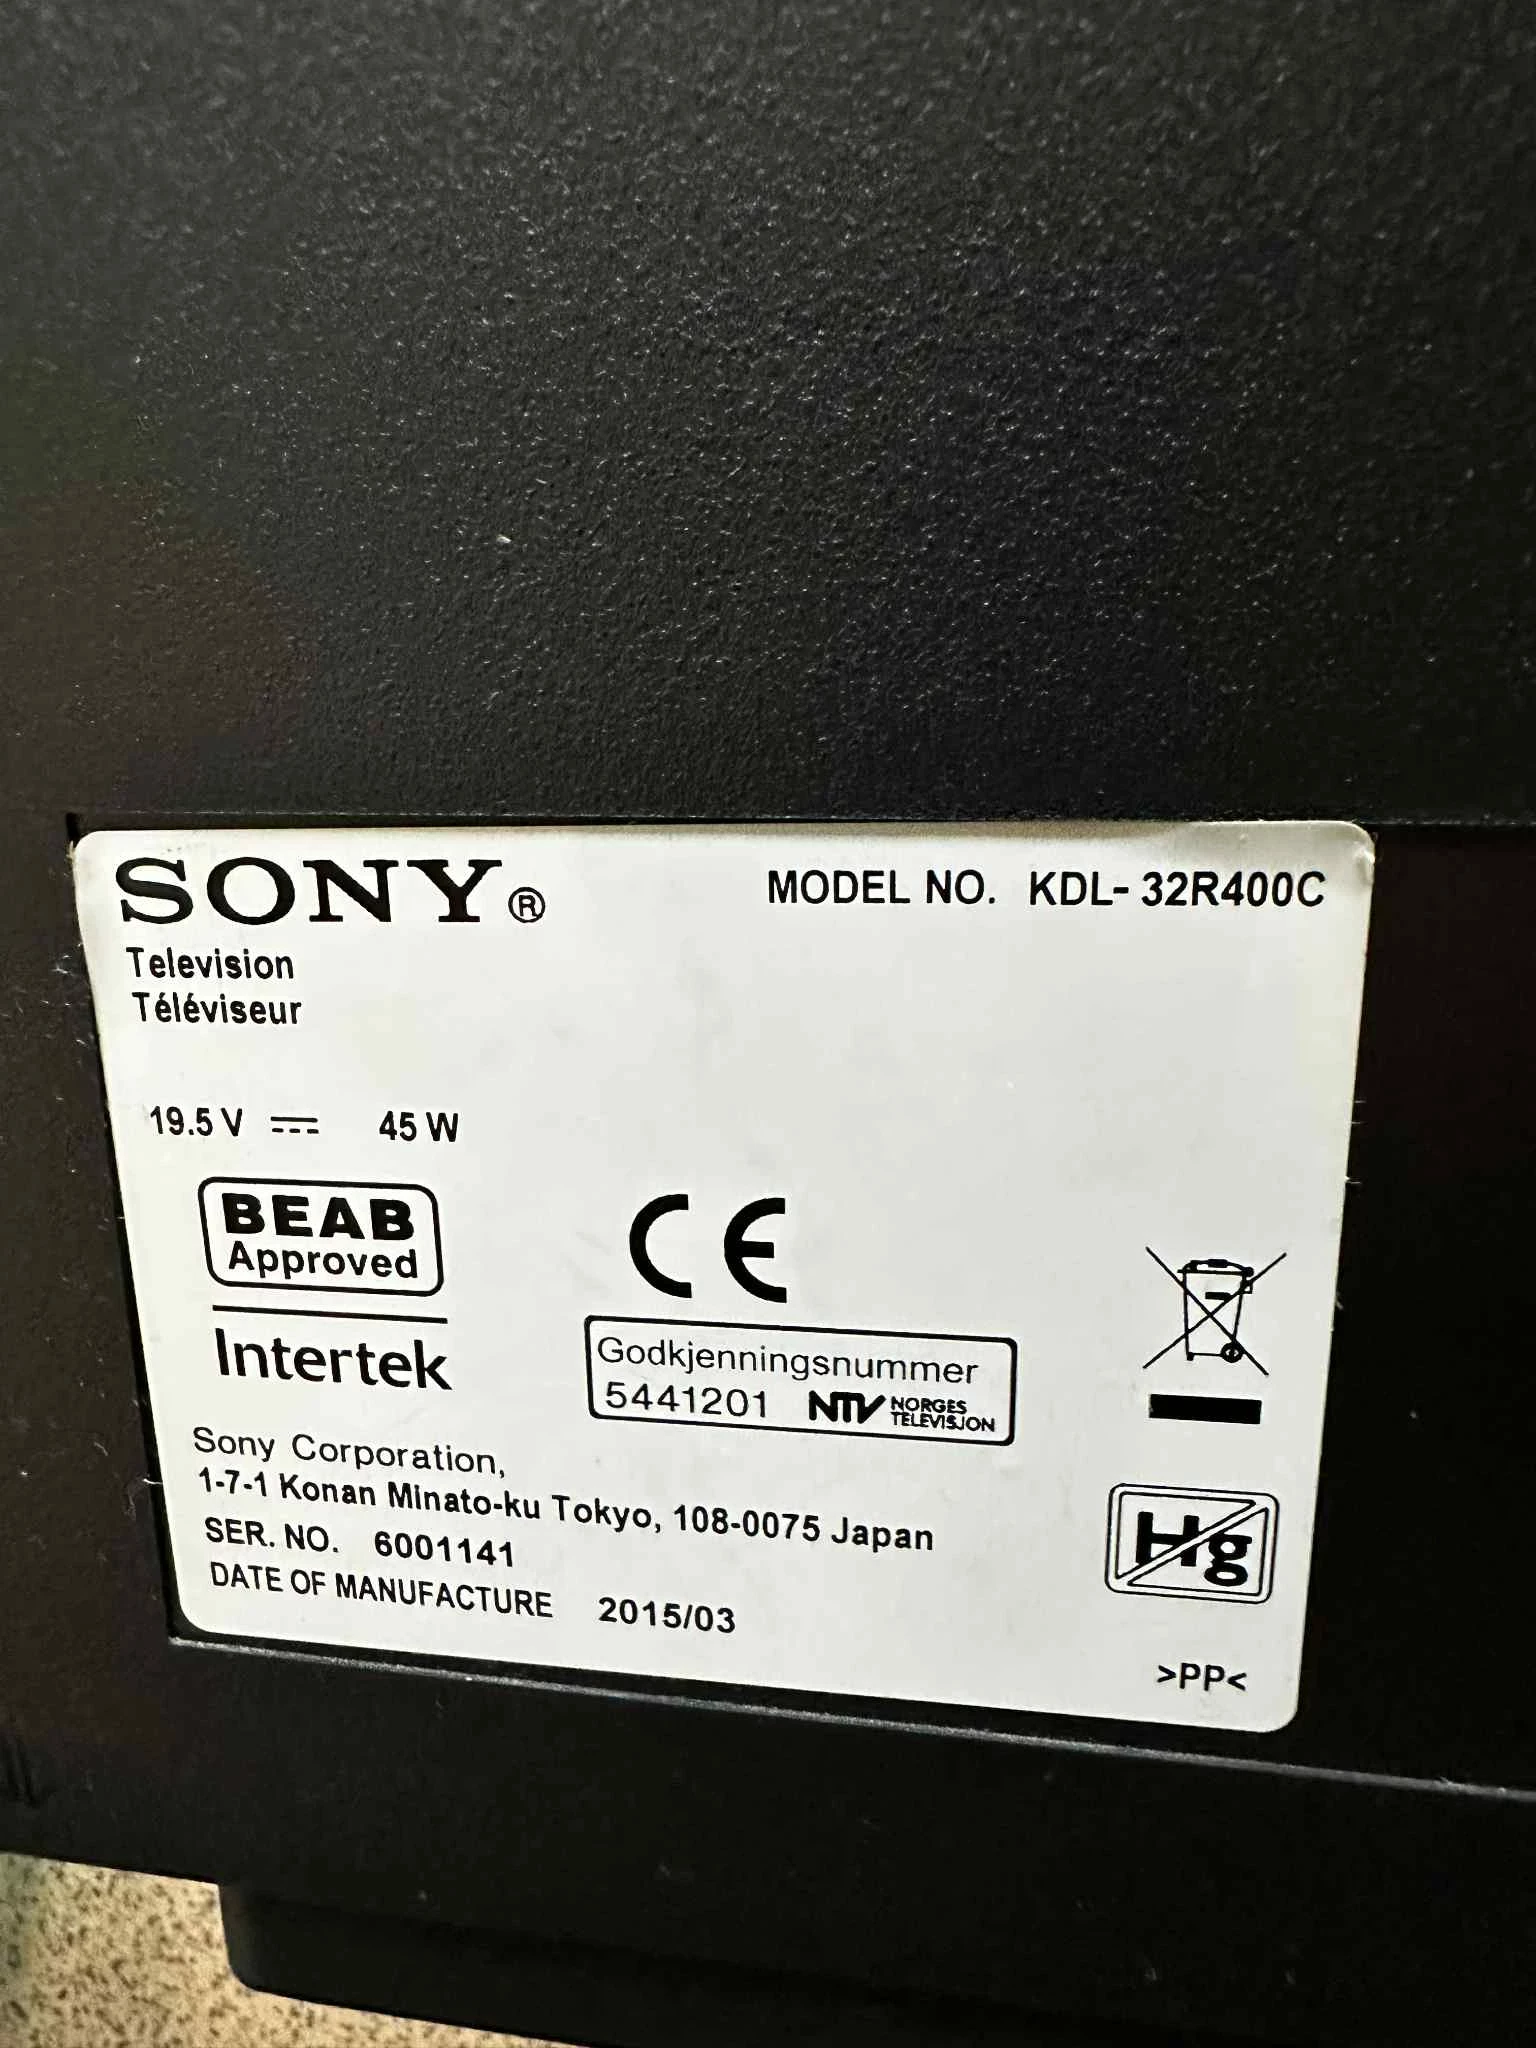 SONY®
MODEL NO. KDL- 32R400C
Television
Téléviseur
19.5 V 45 W
BEAB
Approved
Intertek
CE
Godkjenningsnummer
5441201 NTV NORGES
TELEVISJON
Sony Corporation,
1-7-1 Konan Minato-ku Tokyo, 108-0075 Japan
SER. NO. 6001141
DATE OF MANUFACTURE 2015/03
Hg
>PP<